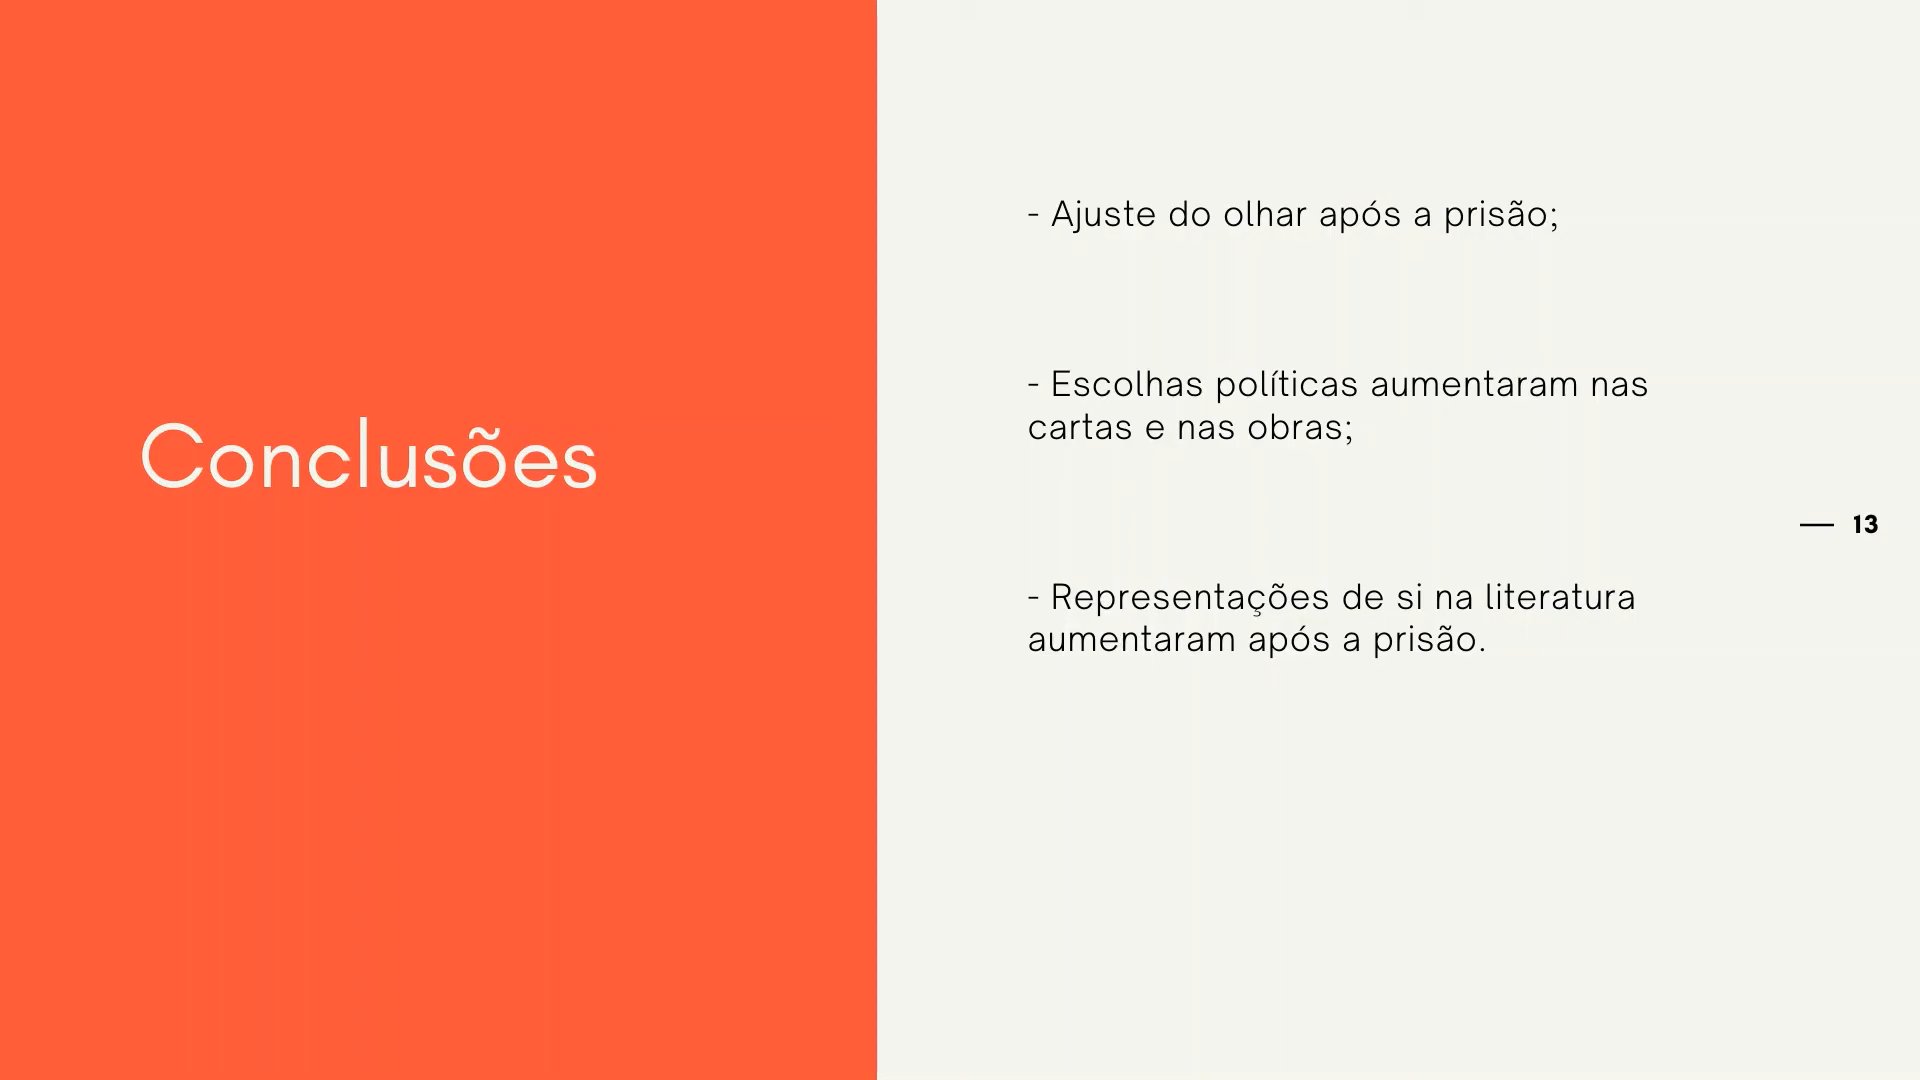 Conclusões
- Ajuste do olhar após a prisão;
- Escolhas políticas aumentaram nas
cartas e nas obras;
— 13
- Representações de si na literatura
aumentaram após a prisão.